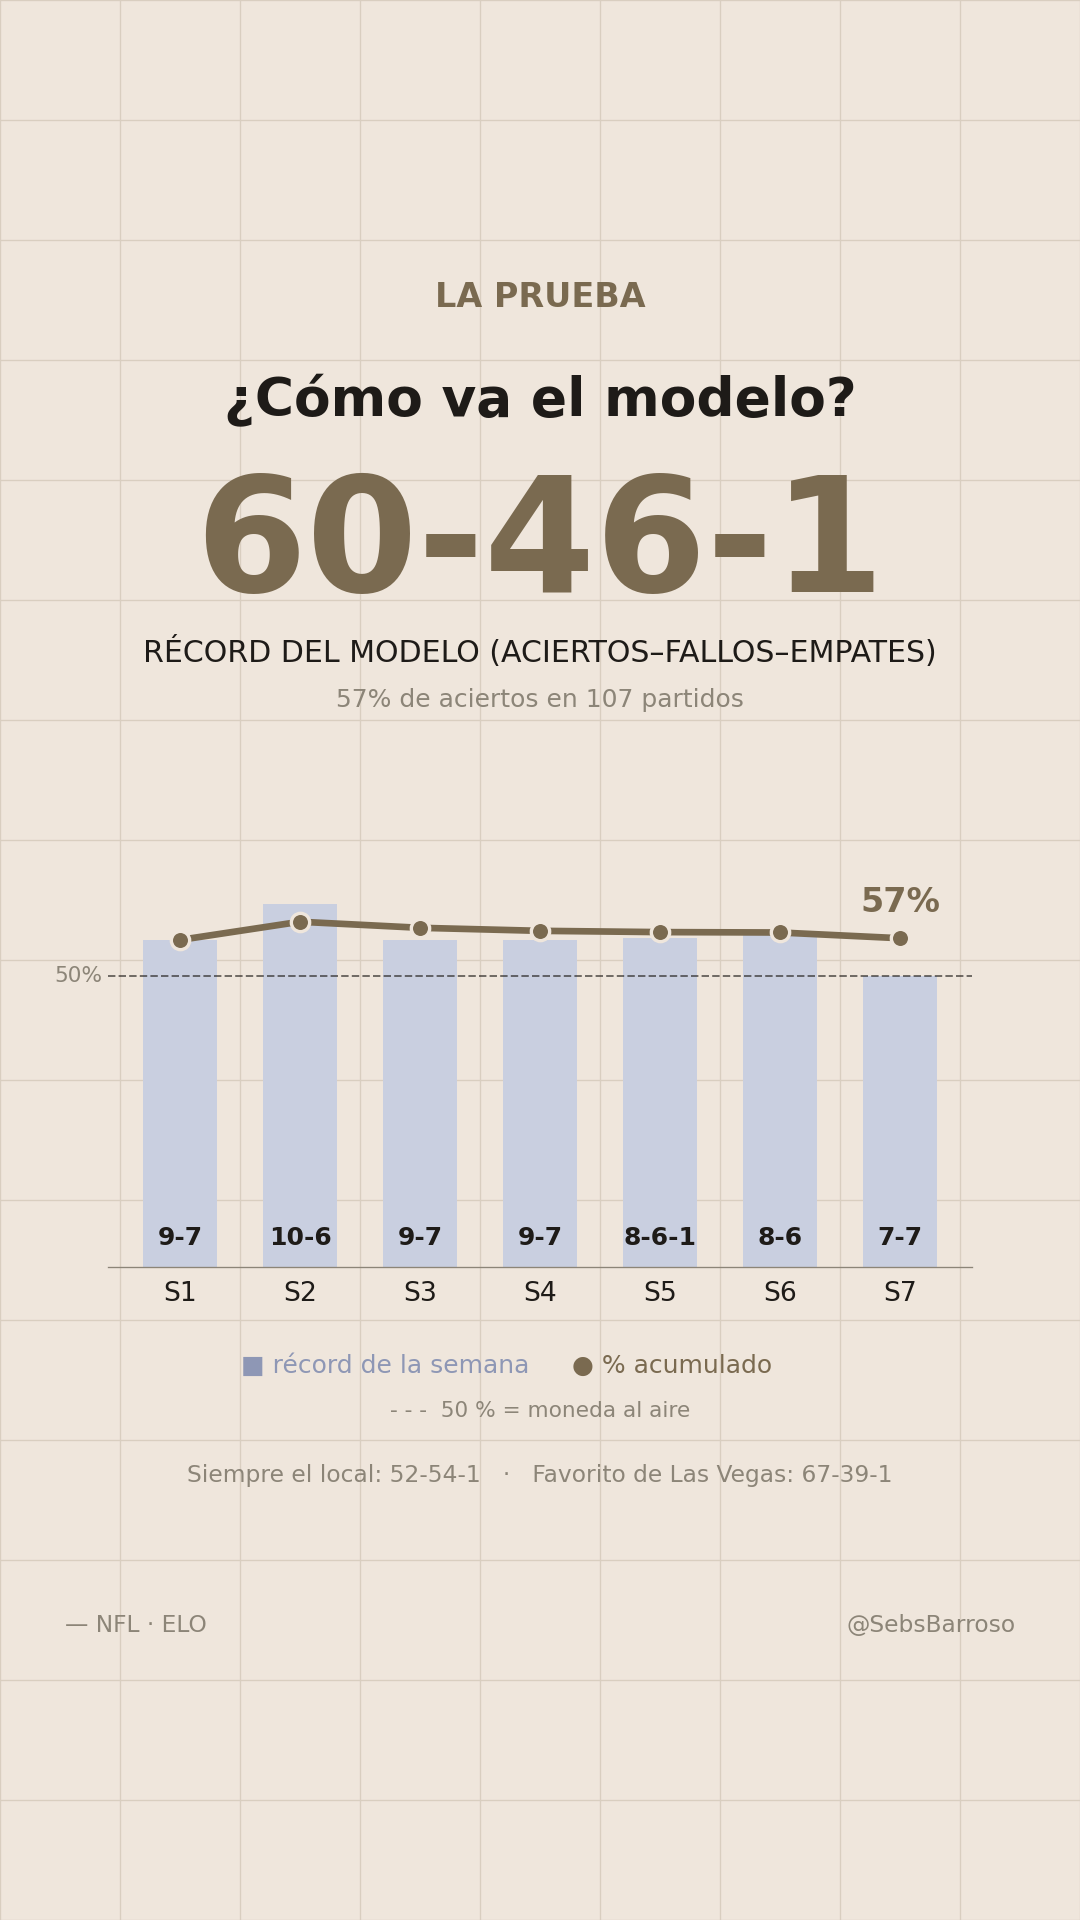 LA PRUEBA
¿Cómo va el modelo?
60-46-1
RÉCORD DEL MODELO (ACIERTOS–FALLOS–EMPATES)
57% de aciertos en 107 partidos
57%
50%
9-7 10-6 9-7 9-7 8-6-1 8-6 7-7
S1 S2 S3 S4 S5 S6 S7
■ récord de la semana ● % acumulado
- - - 50 % = moneda al aire
Siempre el local: 52-54-1 · Favorito de Las Vegas: 67-39-1
— NFL · ELO @SebsBarroso